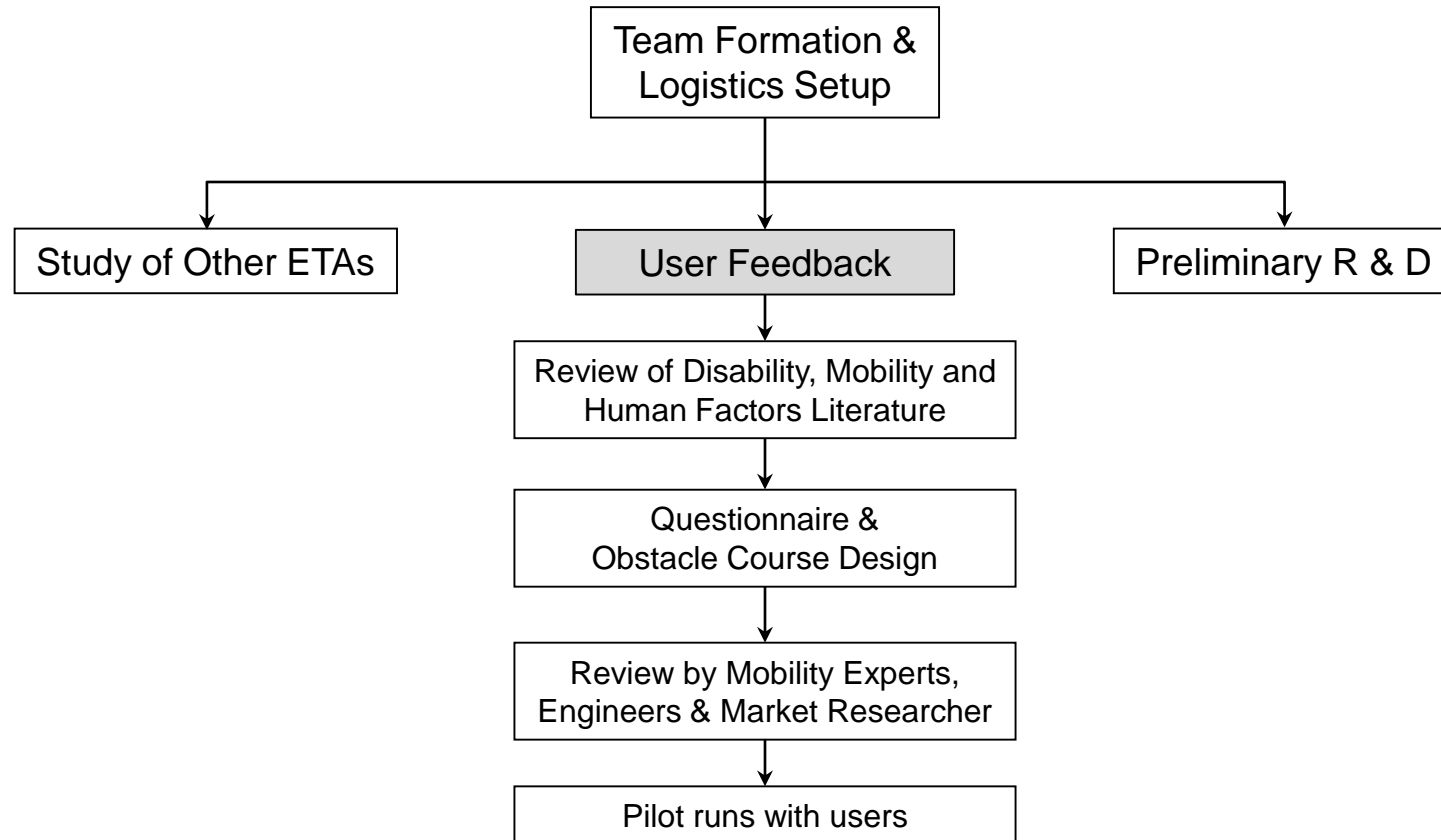 Team Formation &
Logistics Setup
Study of Other ETAs
User Feedback
Preliminary R & D
Review of Disability, Mobility and
Human Factors Literature
Questionnaire &
Obstacle Course Design
Review by Mobility Experts,
Engineers & Market Researcher
Pilot runs with users